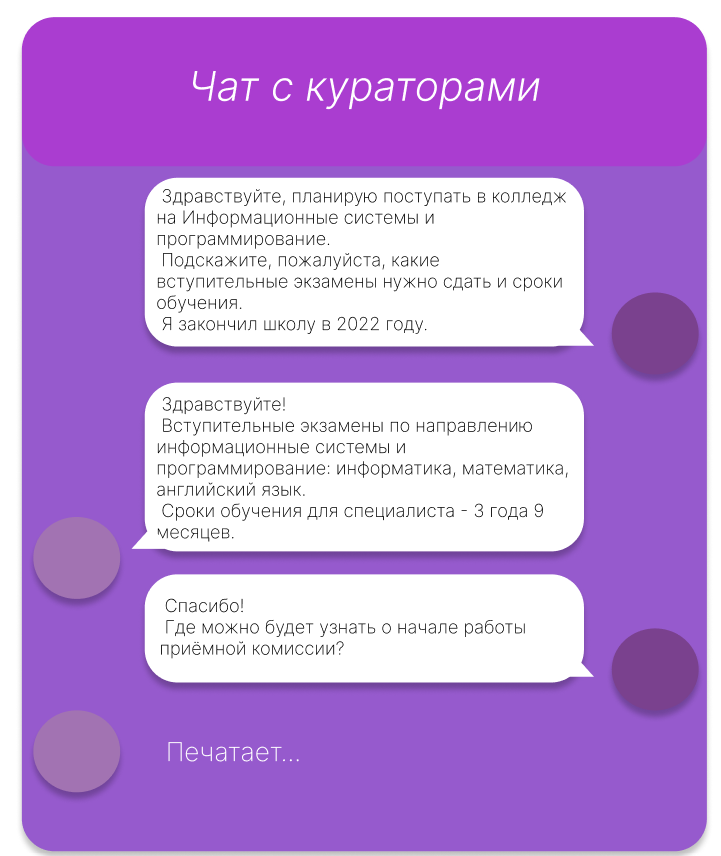 Чат с кураторами
Здравствуйте, планирую поступать в колледж
на Информационные системы и
программирование.
Подскажите, пожалуйста, какие
вступительные экзамены нужно сдать и сроки
обучения.
Я закончил школу в 2022 году.
Здравствуйте!
Вступительные экзамены по направлению
информационные системы и
программирование: информатика, математика,
английский язык.
Сроки обучения для специалиста - 3 года 9
месяцев.
Спасибо!
Где можно будет узнать о начале работы
приёмной комиссии?
Печатает...